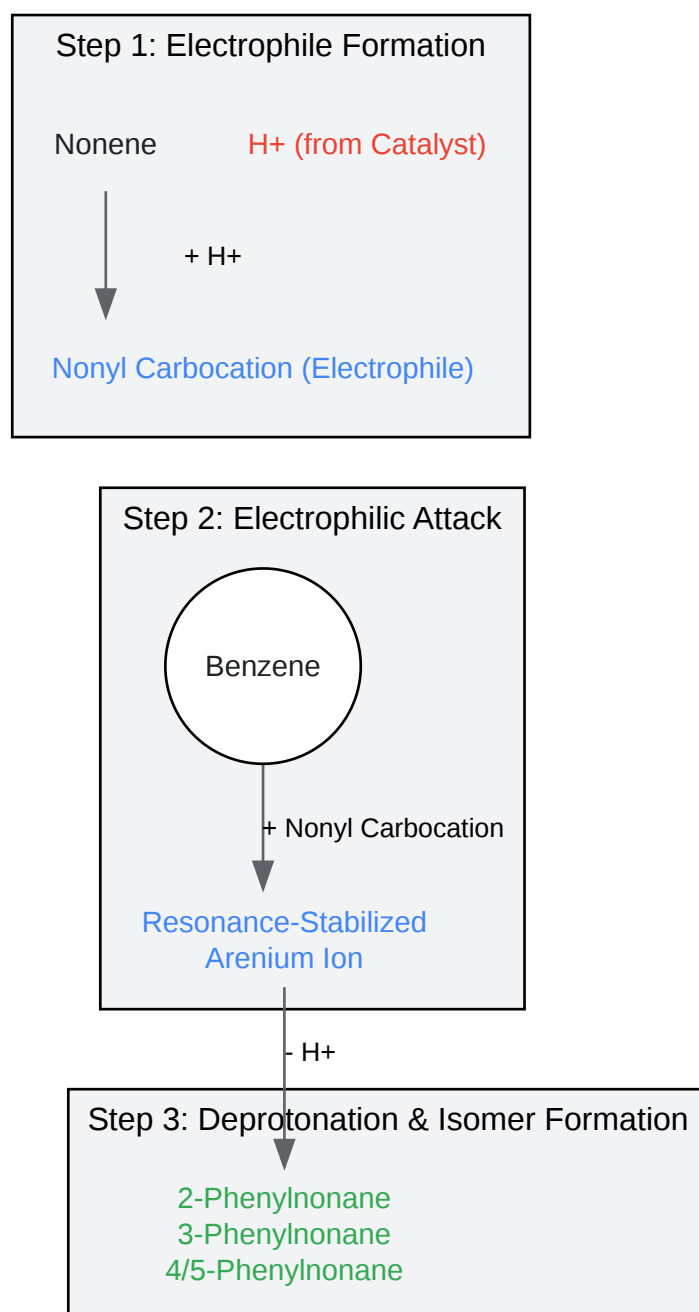 Step 1: Electrophile Formation
Nonene
H+ (from Catalyst)
+ H+
Nonyl Carbocation (Electrophile)
Step 2: Electrophilic Attack
Benzene
+ Nonyl Carbocation
Resonance-Stabilized
Arenium Ion
- H+
Step 3: Deprotonation & Isomer Formation
2-Phenylnonane
3-Phenylnonane
4/5-Phenylnonane